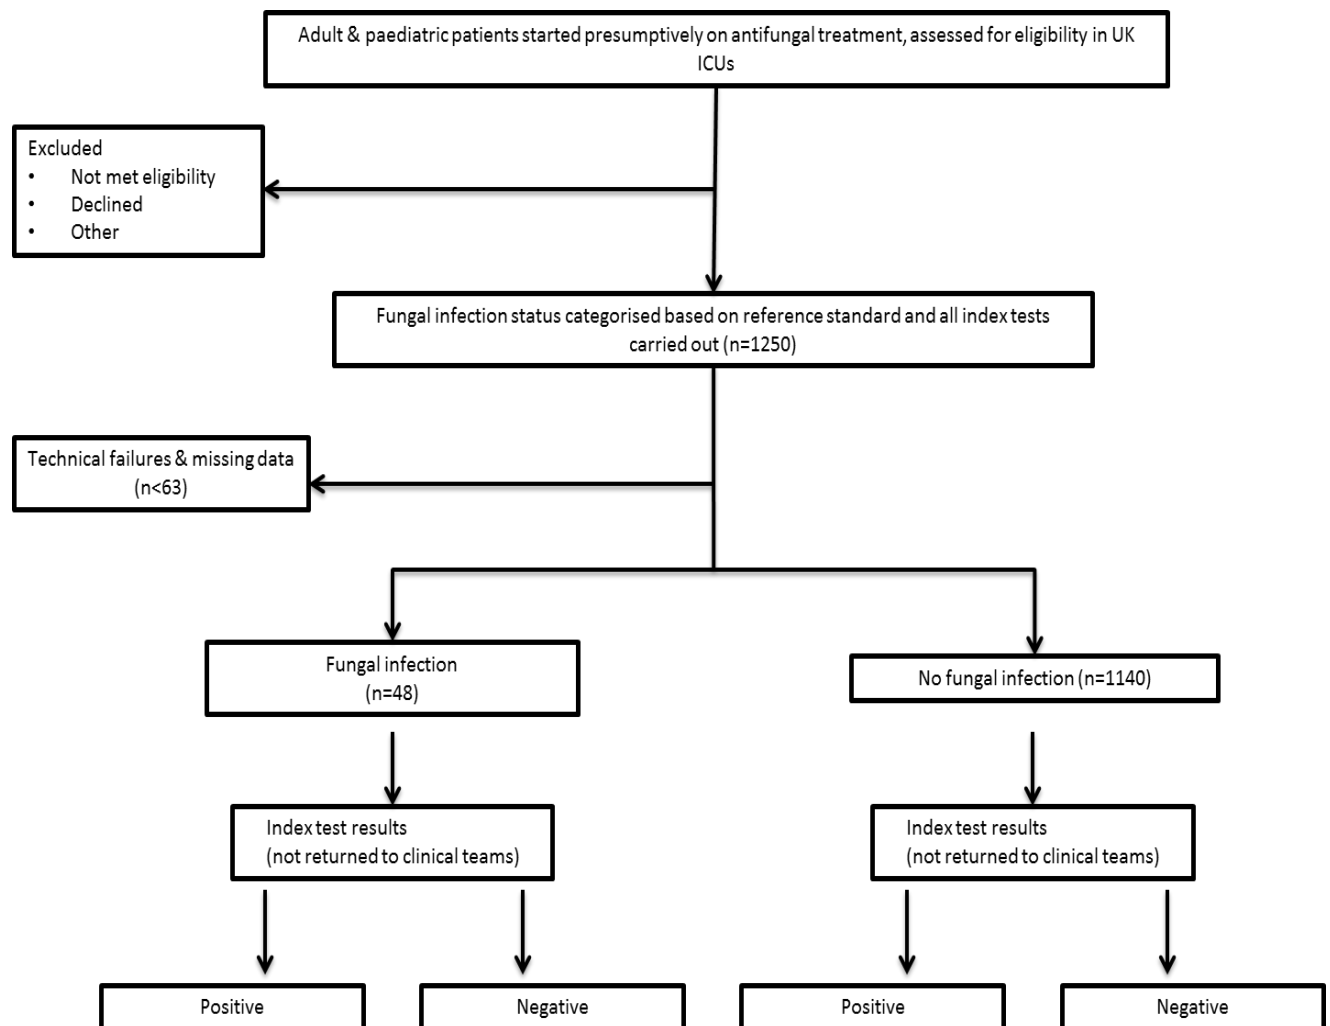 Adult & paediatric patients started presumptively on antifungal treatment, assessed for eligibility in UK
ICUs
Excluded
• Not met eligibility
• Declined
• Other
Fungal infection status categorised based on reference standard and all index tests
carried out (n=1250)
Technical failures & missing data
(n<63)
Fungal infection
(n=48)
No fungal infection (n=1140)
Index test results
(not returned to clinical teams)
Index test results
(not returned to clinical teams)
Positive
Negative
Positive
Negative